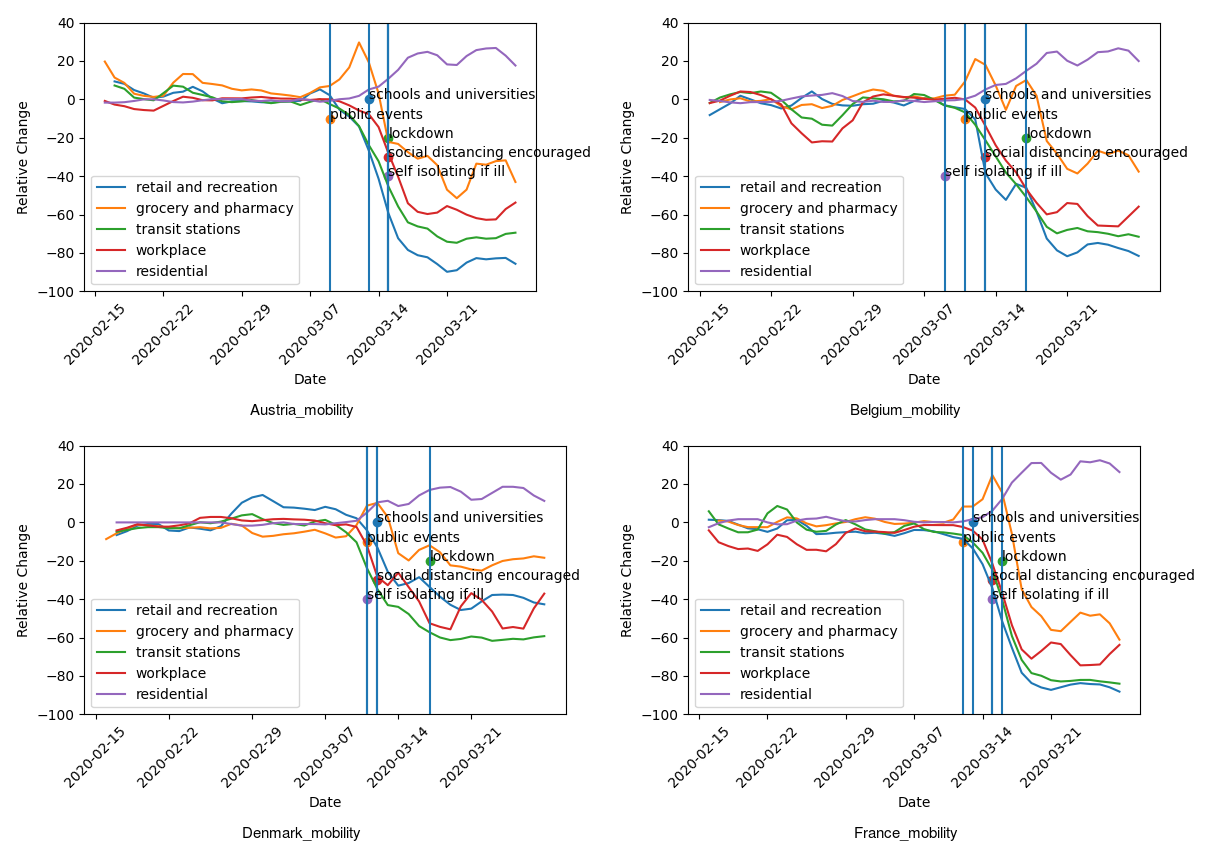 40
20
0
−20
−40
−60
−80
−100
Relative Change
schools and universities
public events
lockdown
social distancing encouraged
self isolating if ill
retail and recreation
grocery and pharmacy
transit stations
workplace
residential
2020-02-15
2020-02-22
2020-02-29
2020-03-07
2020-03-14
2020-03-21
Date
Austria_mobility
40
20
0
−20
−40
−60
−80
−100
Relative Change
schools and universities
public events
lockdown
social distancing encouraged
self isolating if ill
retail and recreation
grocery and pharmacy
transit stations
workplace
residential
2020-02-15
2020-02-22
2020-02-29
2020-03-07
2020-03-14
2020-03-21
Date
Belgium_mobility
40
20
0
−20
−40
−60
−80
−100
Relative Change
schools and universities
public events
lockdown
social distancing encouraged
self isolating if ill
retail and recreation
grocery and pharmacy
transit stations
workplace
residential
2020-02-15
2020-02-22
2020-02-29
2020-03-07
2020-03-14
2020-03-21
Date
Denmark_mobility
40
20
0
−20
−40
−60
−80
−100
Relative Change
schools and universities
public events
lockdown
social distancing encouraged
self isolating if ill
retail and recreation
grocery and pharmacy
transit stations
workplace
residential
2020-02-15
2020-02-22
2020-02-29
2020-03-07
2020-03-14
2020-03-21
Date
France_mobility